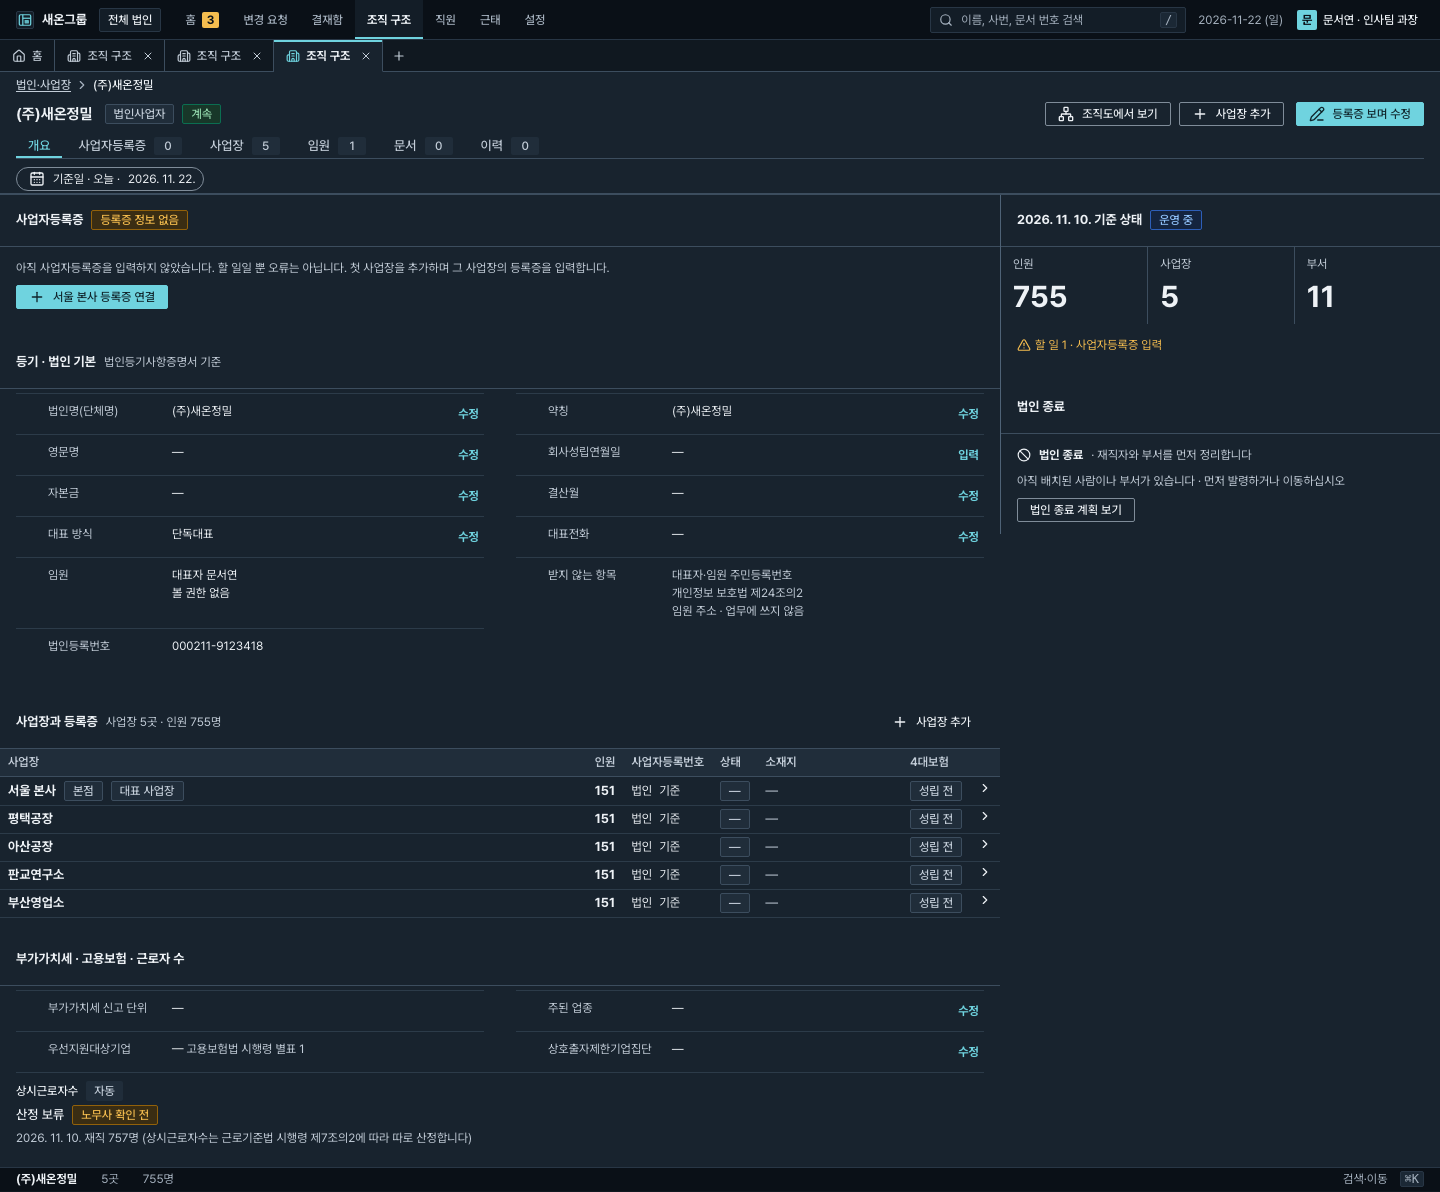 새온그룹 전체 법인 홈 3 변경 요청 결재함 조직 구조 직원 근태 설정 이름, 사번, 문서 번호 검색 / 2026-11-22 (일) 문 문서연 · 인사팀 과장
홈 조직 구조 조직 구조 조직 구조
법인·사업장 (주)새온정밀
(주)새온정밀 법인사업자 계속 조직도에서 보기 사업장 추가 등록증 보며 수정
개요 사업자등록증 0 사업장 5 임원 1 문서 0 이력 0
기준일 · 오늘 · 2026. 11. 22.
사업자등록증 등록증 정보 없음
아직 사업자등록증을 입력하지 않았습니다. 할 일일 뿐 오류는 아닙니다. 첫 사업장을 추가하며 그 사업장의 등록증을 입력합니다.
서울 본사 등록증 연결
2026. 11. 10. 기준 상태 운영 중
인원 사업장 부서
755 5 11
할 일 1 · 사업자등록증 입력
법인 종료
법인 종료 · 재직자와 부서를 먼저 정리합니다
아직 배치된 사람이나 부서가 있습니다 · 먼저 발령하거나 이동하십시오
법인 종료 계획 보기
등기 · 법인 기본 법인등기사항증명서 기준
법인명(단체명) (주)새온정밀 수정 약칭 (주)새온정밀 수정
영문명 — 수정 회사성립연월일 — 입력
자본금 — 수정 결산월 — 수정
대표 방식 단독대표 수정 대표전화 — 수정
임원 대표자 문서연 받지 않는 항목 대표자·임원 주민등록번호
볼 권한 없음 개인정보 보호법 제24조의2
임원 주소 · 업무에 쓰지 않음
법인등록번호 000211-9123418
사업장과 등록증 사업장 5곳 · 인원 755명 사업장 추가
사업장 인원 사업자등록번호 상태 소재지 4대보험
서울 본사 본점 대표 사업장 151 법인 기준 — — 성립 전
평택공장 151 법인 기준 — — 성립 전
아산공장 151 법인 기준 — — 성립 전
판교연구소 151 법인 기준 — — 성립 전
부산영업소 151 법인 기준 — — 성립 전
부가가치세 · 고용보험 · 근로자 수
부가가치세 신고 단위 — 주된 업종 — 수정
우선지원대상기업 — 고용보험법 시행령 별표 1 상호출자제한기업집단 — 수정
상시근로자수 자동
산정 보류 노무사 확인 전
2026. 11. 10. 재직 757명 (상시근로자수는 근로기준법 시행령 제7조의2에 따라 따로 산정합니다)
(주)새온정밀 5곳 755명 검색·이동 ⌘K